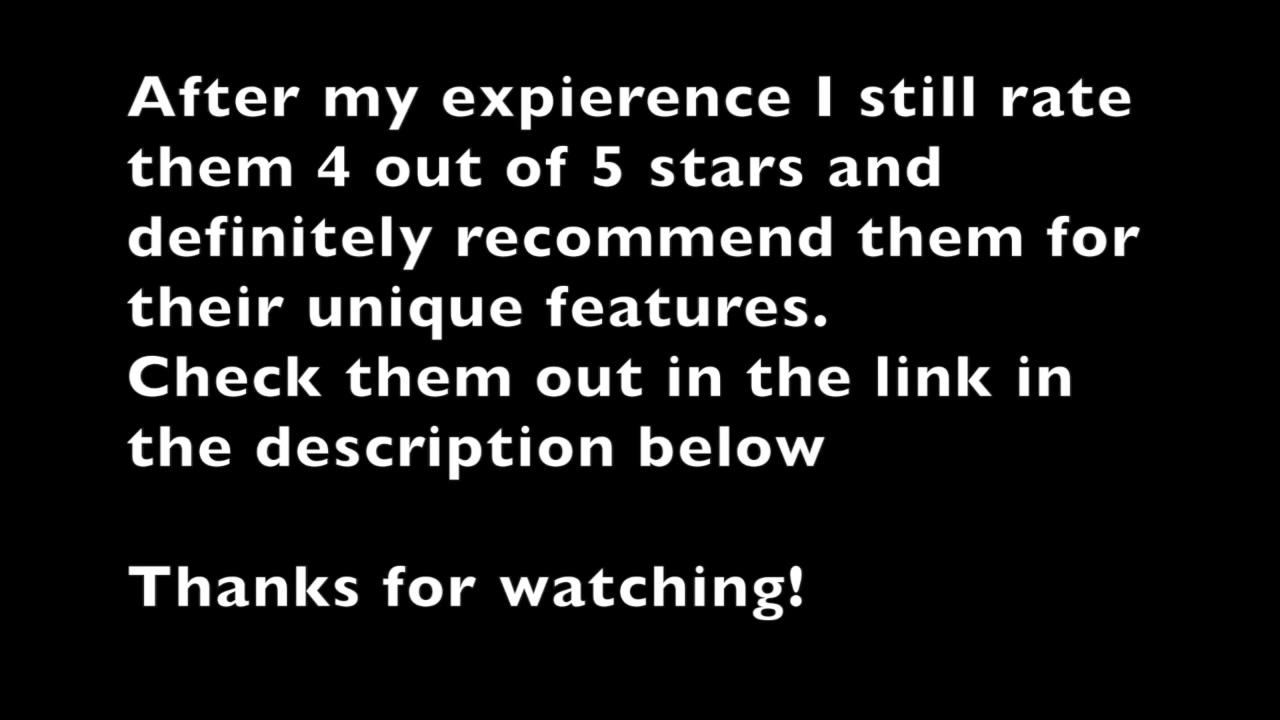 After my expierence I still rate
them 4 out of 5 stars and
definitely recommend them for
their unique features.
Check them out in the link in
the description below
Thanks for watching!